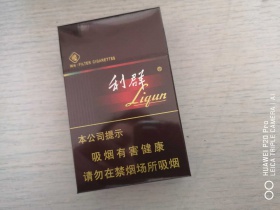 FILTER CIGARETTES
利群
Liqun
本公司提示
吸烟有害健康
请勿在禁烟场所吸烟
HUAWEI P20 Pro
LEICA TRIPLE CAMERA | AI